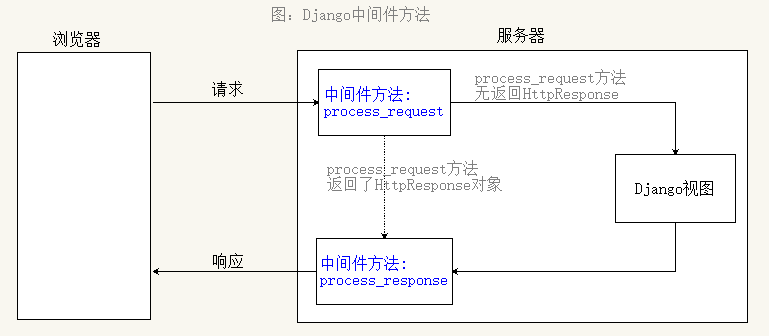 图：Django中间件方法
浏览器
服务器
请求
中间件方法:
process_request
process_request方法
无返回HttpResponse
process_request方法
返回了HttpResponse对象
Django视图
响应
中间件方法:
process_response